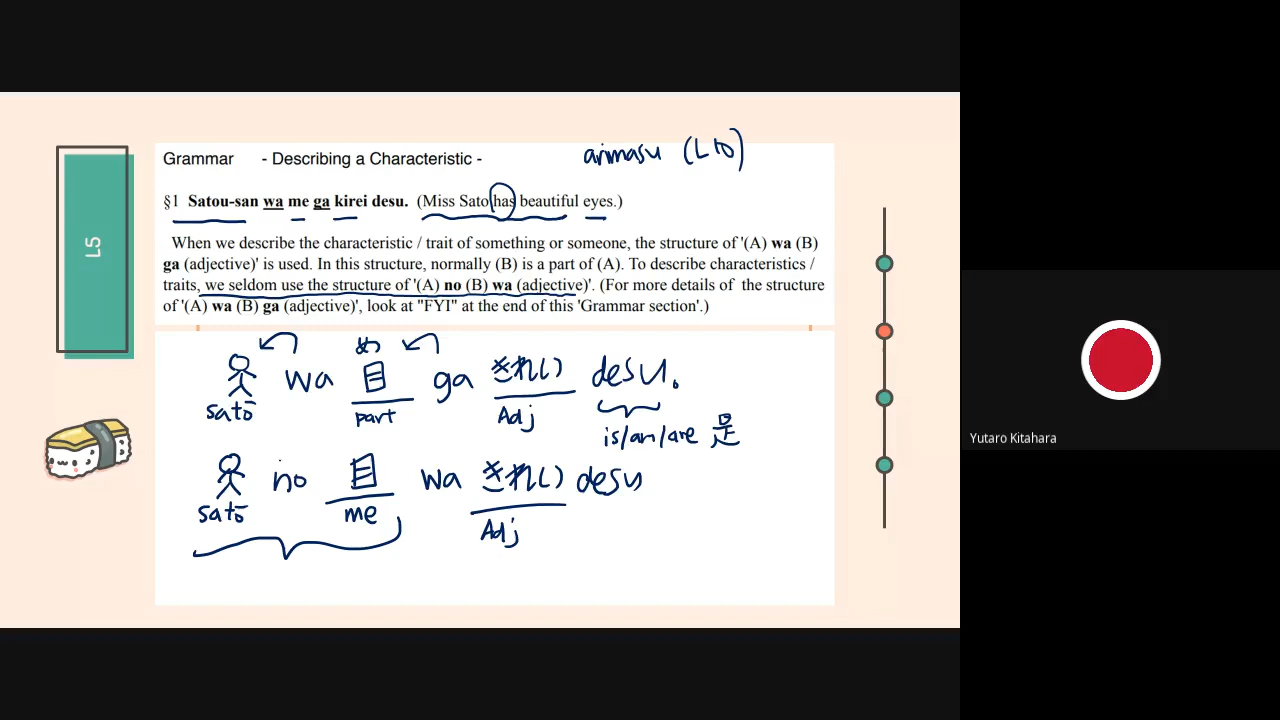 Grammar - Describing a Characteristic -
arimasu (L10)
§1 Satou-san wa me ga kirei desu. (Miss Sato has beautiful eyes.)
When we describe the characteristic / trait of something or someone, the structure of '(A) wa (B)
ga (adjective)' is used. In this structure, normally (B) is a part of (A). To describe characteristics /
traits, we seldom use the structure of '(A) no (B) wa (adjective)'. (For more details of the structure
of '(A) wa (B) ga (adjective)', look at "FYI" at the end of this 'Grammar section'.)
L5
め
wa 目 ga きれい desu.
satō part Adj
is/am/are 是
no 目 wa きれい desu
satō me
Adj
Yutaro Kitahara